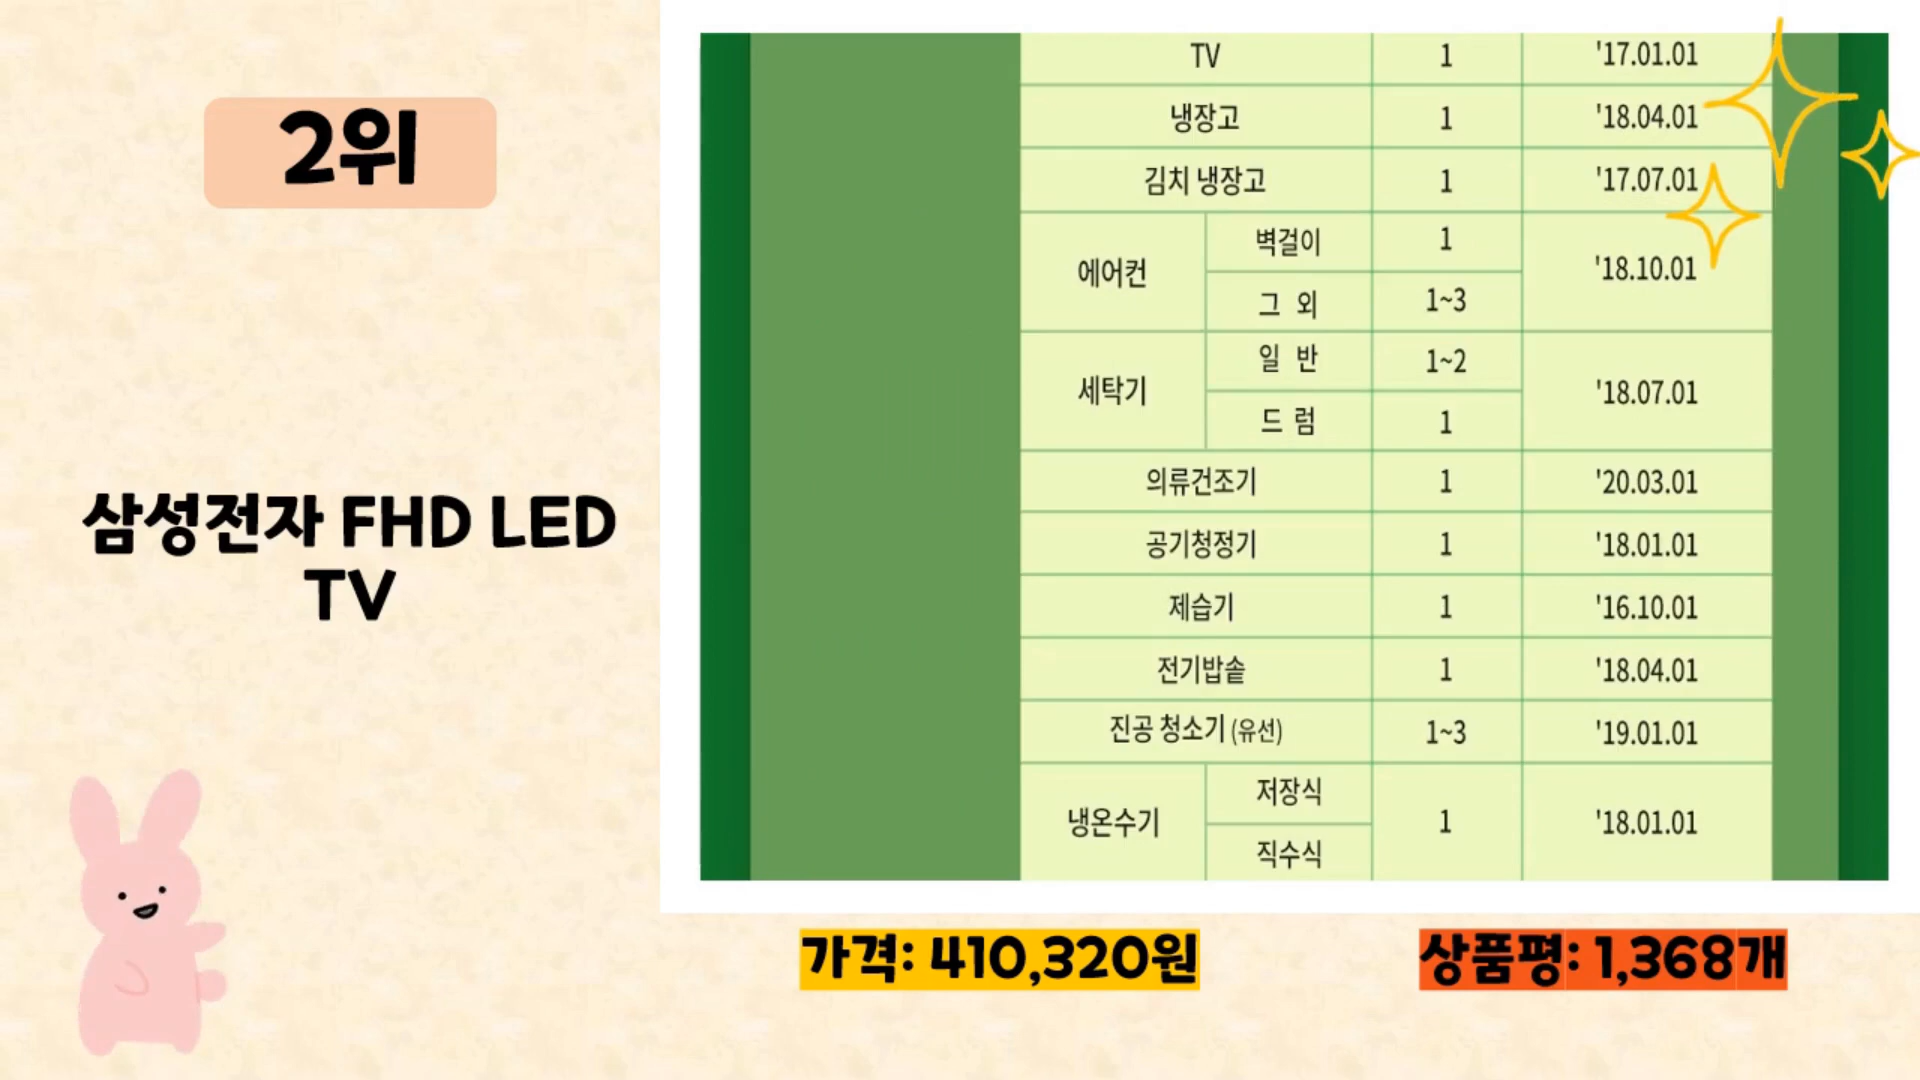 2위
삼성전자 FHD LED
TV
TV 1 '17.01.01
냉장고 1 '18.04.01
김치 냉장고 1 '17.07.01
에어컨 벽걸이 1 '18.10.01
그 외 1~3
세탁기 일 반 1~2 '18.07.01
드 럼 1
의류건조기 1 '20.03.01
공기청정기 1 '18.01.01
제습기 1 '16.10.01
전기밥솥 1 '18.04.01
진공 청소기 (유선) 1~3 '19.01.01
냉온수기 저장식 1 '18.01.01
직수식
가격: 410,320원
상품평: 1,368개